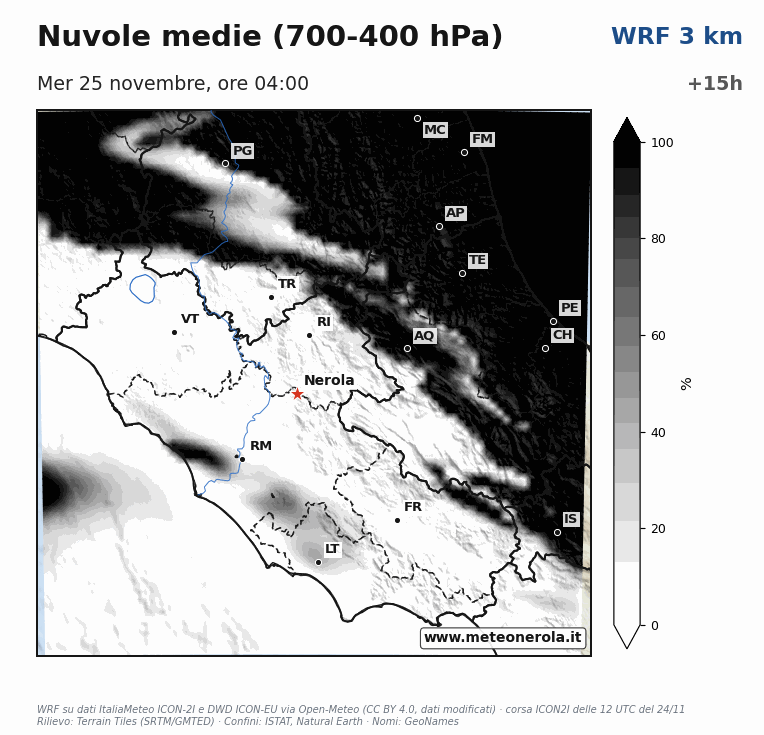 Nuvole medie (700-400 hPa)
WRF 3 km
Mer 25 novembre, ore 04:00
+15h
MC
FM
PG
AP
TE
TR
PE
VT
RI
AQ
CH
Nerola
RM
FR
IS
LT
www.meteonerola.it
100
80
60
40
20
0
%
WRF su dati ItaliaMeteo ICON-2I e DWD ICON-EU via Open-Meteo (CC BY 4.0, dati modificati) · corsa ICON2I delle 12 UTC del 24/11
Rilievo: Terrain Tiles (SRTM/GMTED) · Confini: ISTAT, Natural Earth · Nomi: GeoNames